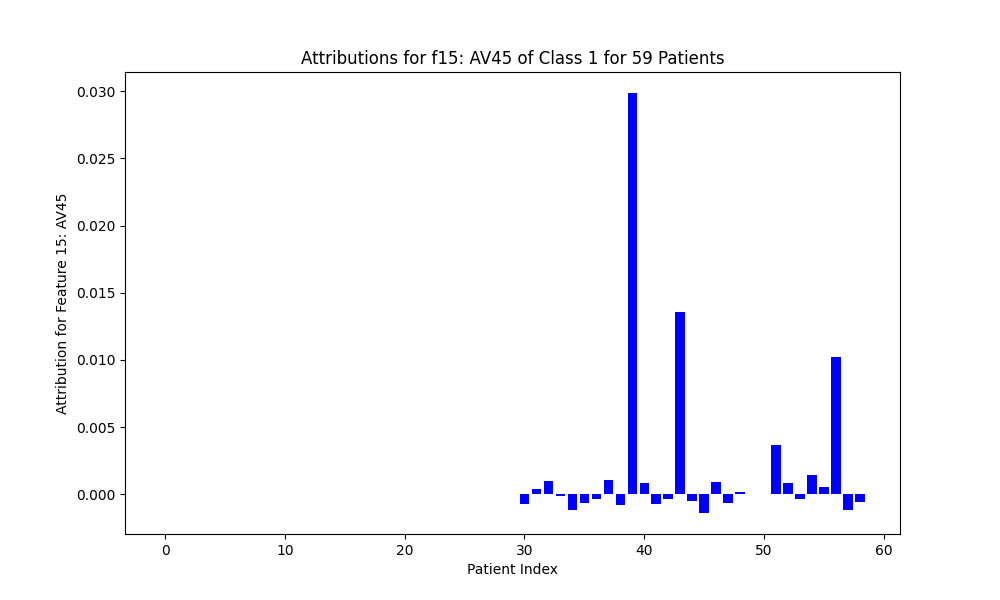 Attributions for f15: AV45 of Class 1 for 59 Patients
Attribution for Feature 15: AV45
0.030
0.025
0.020
0.015
0.010
0.005
0.000
0 10 20 30 40 50 60
Patient Index